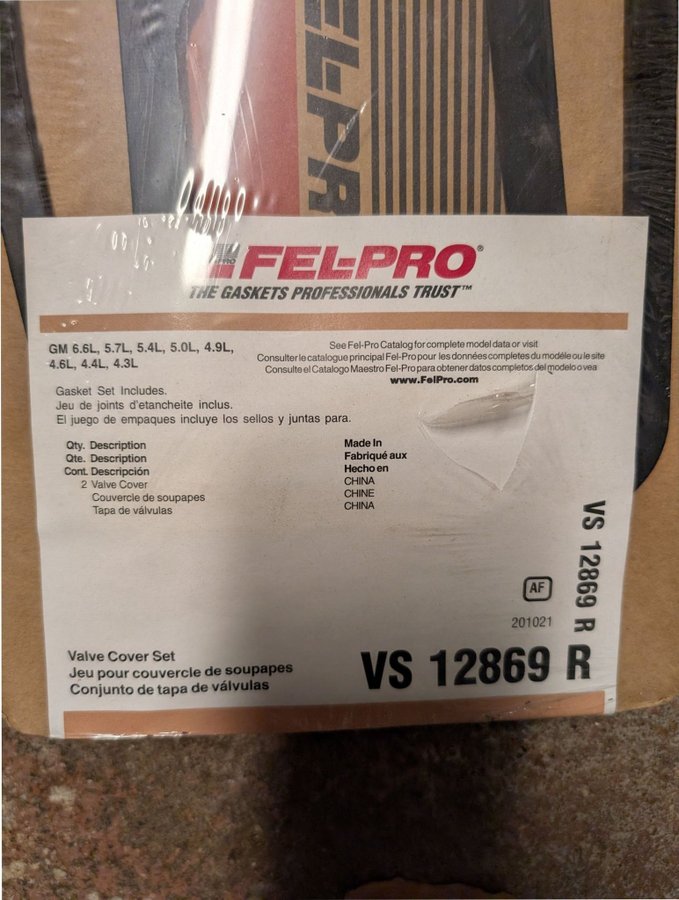 FEL-PRO
PRO
FEL-PRO®
THE GASKETS PROFESSIONALS TRUST™
GM 6.6L, 5.7L, 5.4L, 5.0L, 4.9L,
4.6L, 4.4L, 4.3L
See Fel-Pro Catalog for complete model data or visit
Consulter le catalogue principal Fel-Pro pour les données completes du modéle ou le site
Consulte el Catalogo Maestro Fel-Pro para obtener datos completos del modelo o vea
www.FelPro.com
Gasket Set Includes.
Jeu de joints d'etancheite inclus.
El juego de empaques incluye los sellos y juntas para.
Qty. Description
Qte. Description
Cont. Descripción
2 Valve Cover
Couvercle de soupapes
Tapa de válvulas
Made In
Fabriqué aux
Hecho en
CHINA
CHINE
CHINA
VS 12869 R
AF
201021
Valve Cover Set
Jeu pour couvercle de soupapes
Conjunto de tapa de válvulas
VS 12869 R